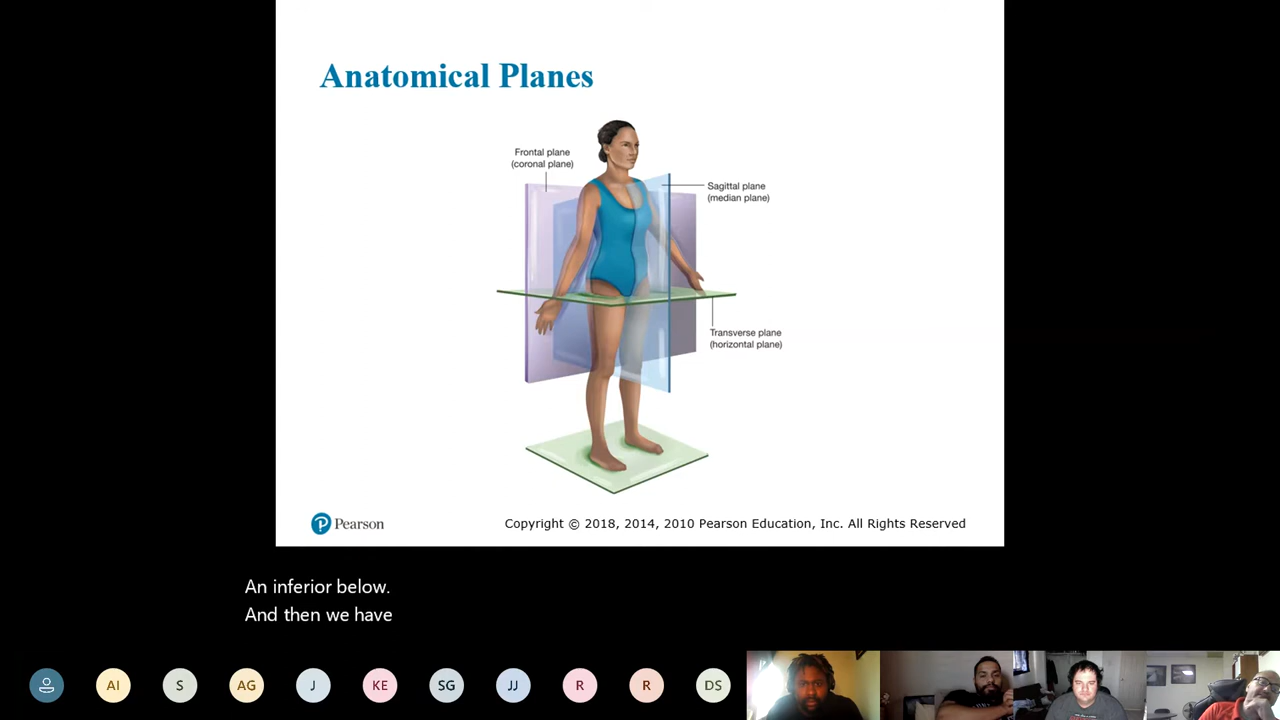 Anatomical Planes
Frontal plane
(coronal plane)
Sagittal plane
(median plane)
Transverse plane
(horizontal plane)
P Pearson
Copyright © 2018, 2014, 2010 Pearson Education, Inc. All Rights Reserved
An inferior below.
And then we have
AI S AG J KE SG JJ R R DS